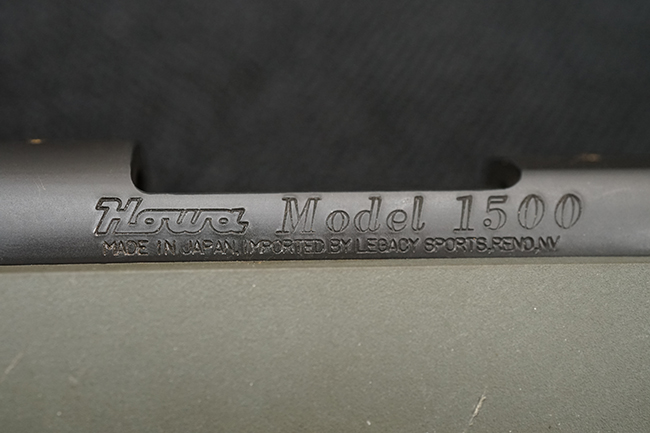 Howa Model 1500
MADE IN JAPAN, IMPORTED BY LEGACY SPORTS, RENO, NV